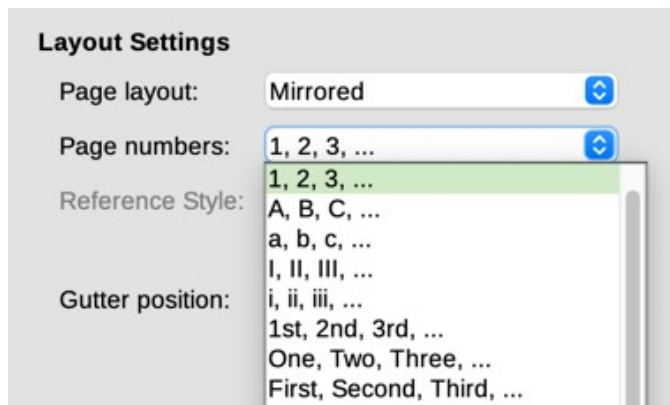 Layout Settings
Page layout: Mirrored
Page numbers: 1, 2, 3, ...
1, 2, 3, ...
Reference Style:
A, B, C, ...
a, b, c, ...
I, II, III, ...
Gutter position:
i, ii, iii, ...
1st, 2nd, 3rd, ...
One, Two, Three, ...
First, Second, Third, ...